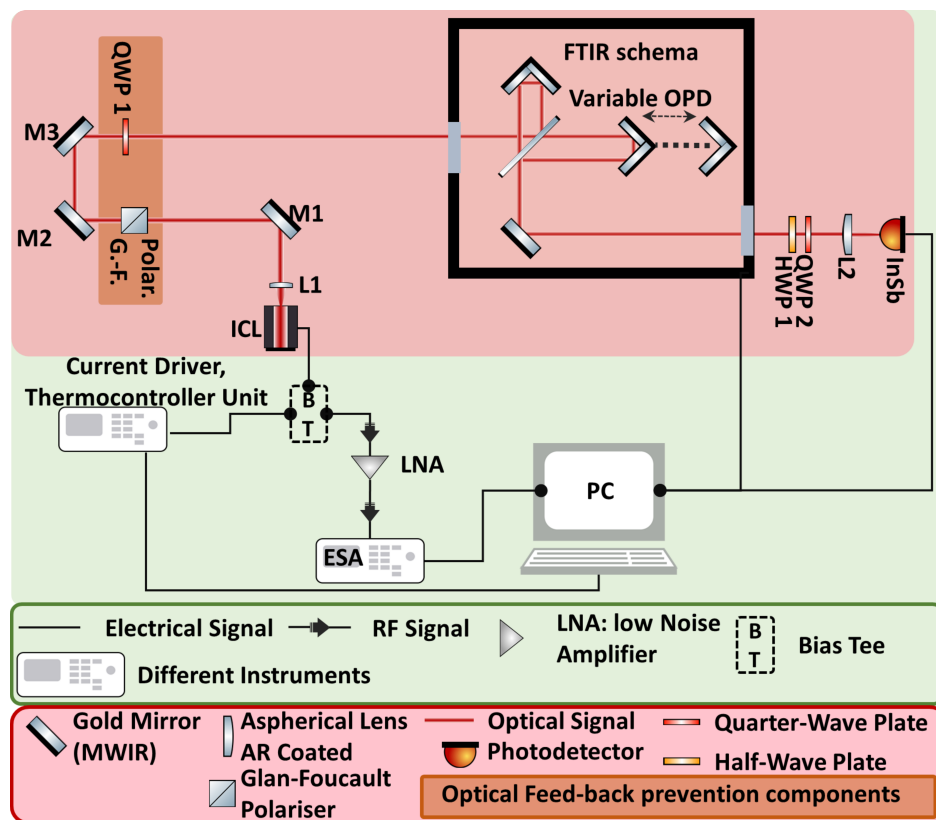 FTIR schema
Variable OPD
QWP 1
M3
M2
G.-F.
Polar.
M1
L1
ICL
HWP 1
QWP 2
L2
InSb
Current Driver,
Thermocontroller Unit
B
T
LNA
PC
ESA
Electrical Signal
RF Signal
LNA: low Noise
Amplifier
B
T
Bias Tee
Different Instruments
Gold Mirror
(MWIR)
Aspherical Lens
AR Coated
Glan-Foucault
Polariser
Optical Signal
Photodetector
Quarter-Wave Plate
Half-Wave Plate
Optical Feed-back prevention components